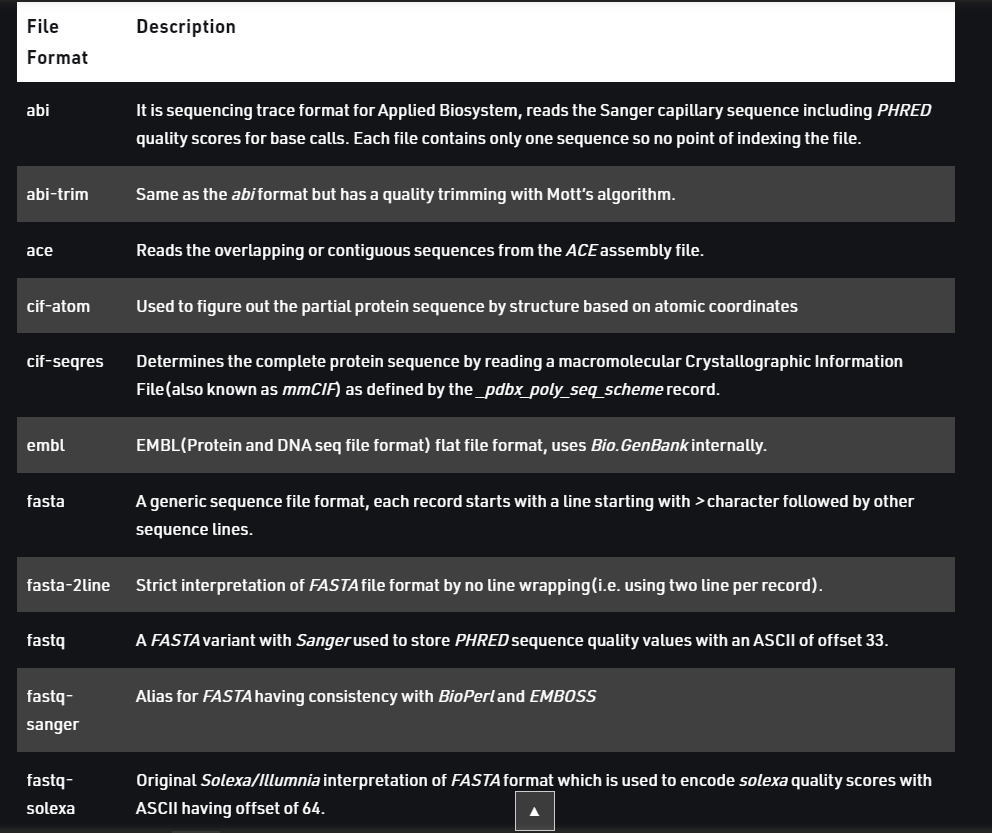 File Description
Format
abi It is sequencing trace format for Applied Biosystem, reads the Sanger capillary sequence including PHRED
quality scores for base calls. Each file contains only one sequence so no point of indexing the file.
abi-trim Same as the abi format but has a quality trimming with Mott's algorithm.
ace Reads the overlapping or contiguous sequences from the ACE assembly file.
cif-atom Used to figure out the partial protein sequence by structure based on atomic coordinates
cif-seqres Determines the complete protein sequence by reading a macromolecular Crystallographic Information
File(also known as mmCIF) as defined by the _pdbx_poly_seq_scheme record.
embl EMBL(Protein and DNA seq file format) flat file format, uses Bio.GenBank internally.
fasta A generic sequence file format, each record starts with a line starting with > character followed by other
sequence lines.
fasta-2line Strict interpretation of FASTA file format by no line wrapping(i.e. using two line per record).
fastq A FASTA variant with Sanger used to store PHRED sequence quality values with an ASCII of offset 33.
fastq- Alias for FASTA having consistency with BioPerl and EMBOSS
sanger
fastq- Original Solexa/Illumnia interpretation of FASTA format which is used to encode solexa quality scores with
solexa ASCII having offset of 64.